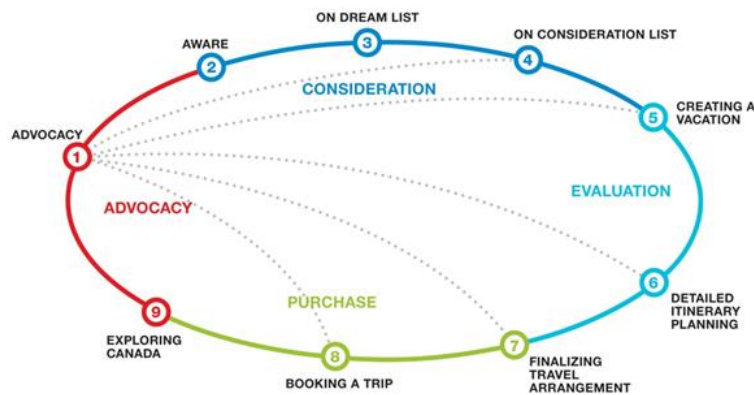 ON DREAM LIST
3
AWARE
2
ON CONSIDERATION LIST
4
CONSIDERATION
CREATING A
VACATION
5
ADVOCACY
1
ADVOCACY
EVALUATION
6
DETAILED
ITINERARY
PLANNING
PURCHASE
9
EXPLORING
CANADA
8
BOOKING A TRIP
7
FINALIZING
TRAVEL
ARRANGEMENT